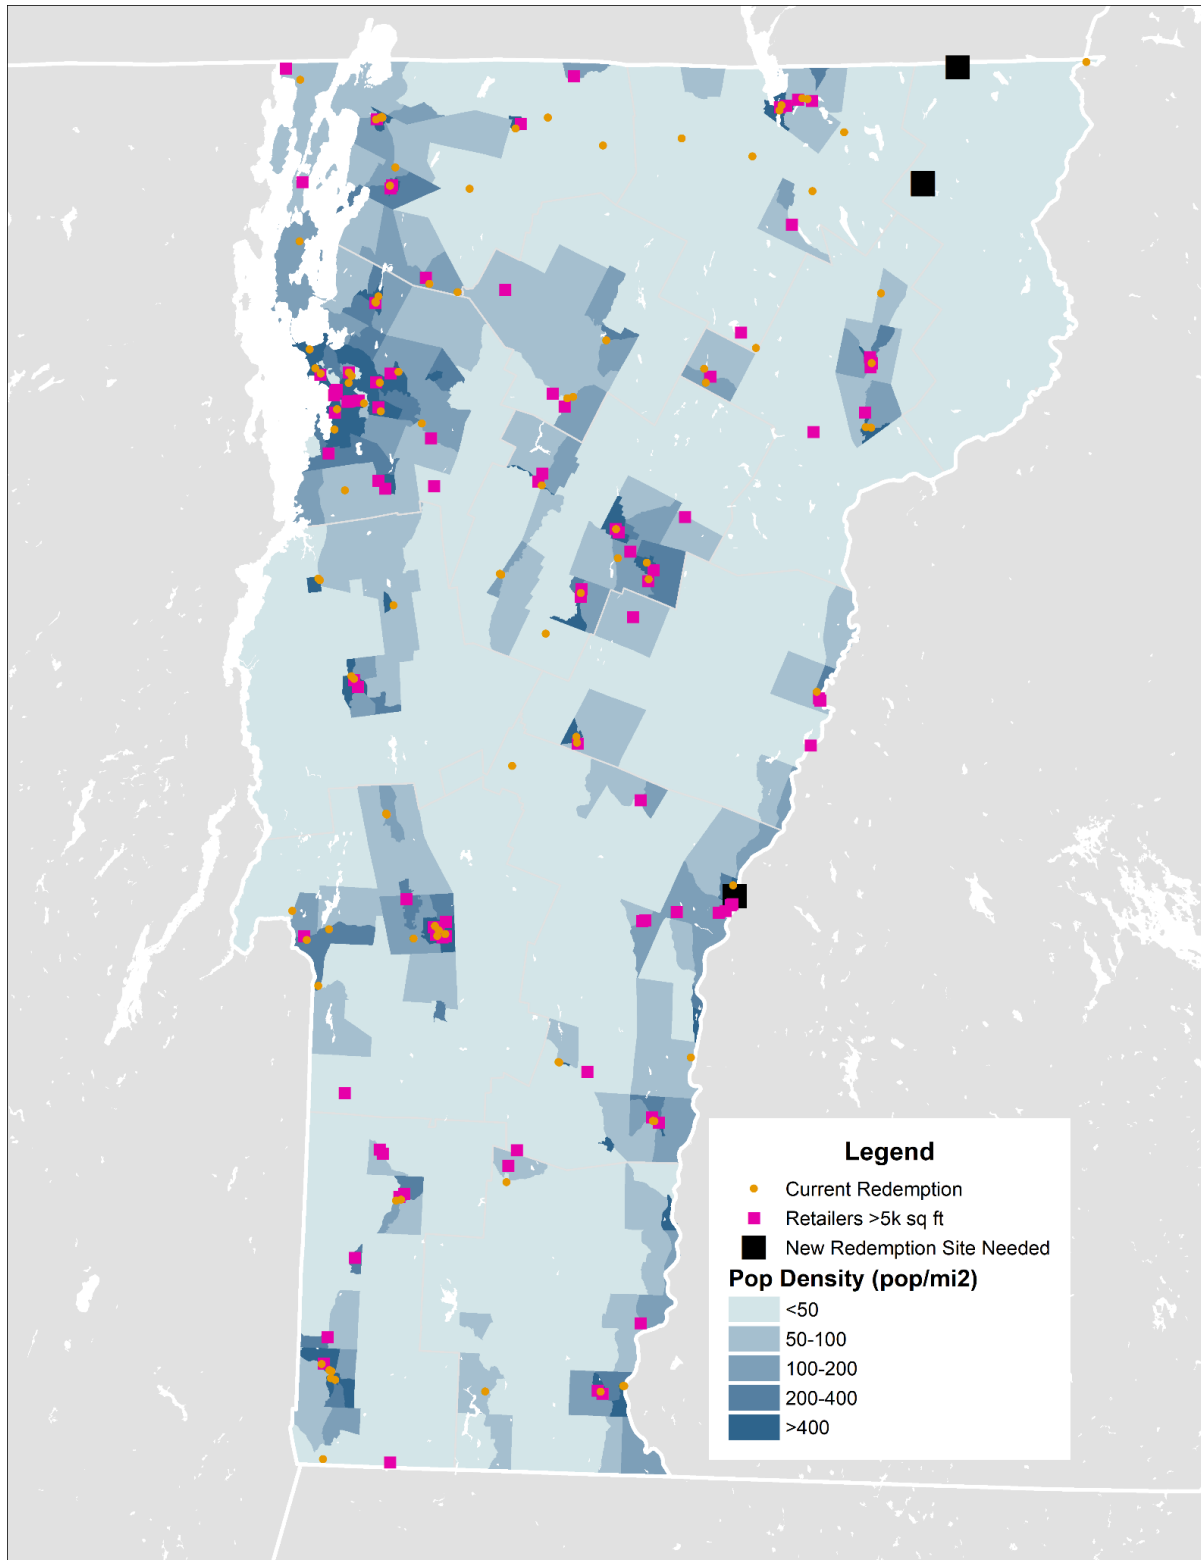 Legend
Current Redemption
Retailers >5k sq ft
New Redemption Site Needed
Pop Density (pop/mi2)
<50
50-100
100-200
200-400
>400